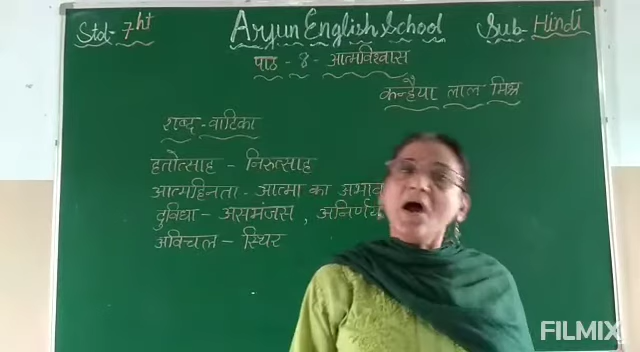 Std- 7ht Arjun English School Sub- Hindi
पाठ - 8 - आत्मविश्वास
कन्हैया लाल मिश्र
शब्द - वाटिका
हतोत्साह - निरुत्साह
आत्महिनता - आत्मा का अभाव
दुविधा - असमंजस, अनिर्णय
अविचल - स्थिर
FILMIX